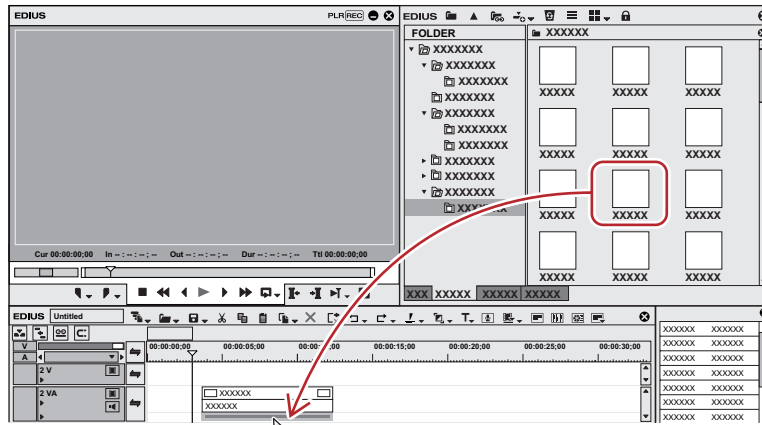 EDIUS PLR REC
Cur 00:00:00;00 In -- : -- : -- ; -- Out -- : -- : -- ; -- Dur -- : -- : -- ; -- Ttl 00:00:00;00
EDIUS
FOLDER
XXXXXX
XXXXXXX
XXXXXXX
XXXXXXX
XXXXXXX
XXXXXXX
XXXXXXX
XXXXXXX
XXXXXXX
XXXXXXX
XXXXXXX
XXXXX XXXXX XXXXX
XXXXX XXXXX XXXXX
XXXXX XXXXX XXXXX
XXXXX XXXXX XXXXX
XXX XXXXX XXXXX XXXXX
EDIUS Untitled
T
V
A
00:00:00;00 00:00:05;00 00:00:15;00 00:00:20;00 00:00:25;00 00:00:30;00
2 V
2 VA
XXXXXX
XXXXXX
XXXXXX XXXXXX
XXXXXX XXXXXX
XXXXXX XXXXXX
XXXXXX XXXXXX
XXXXXX XXXXXX
XXXXXX XXXXXX
XXXXXX XXXXXX